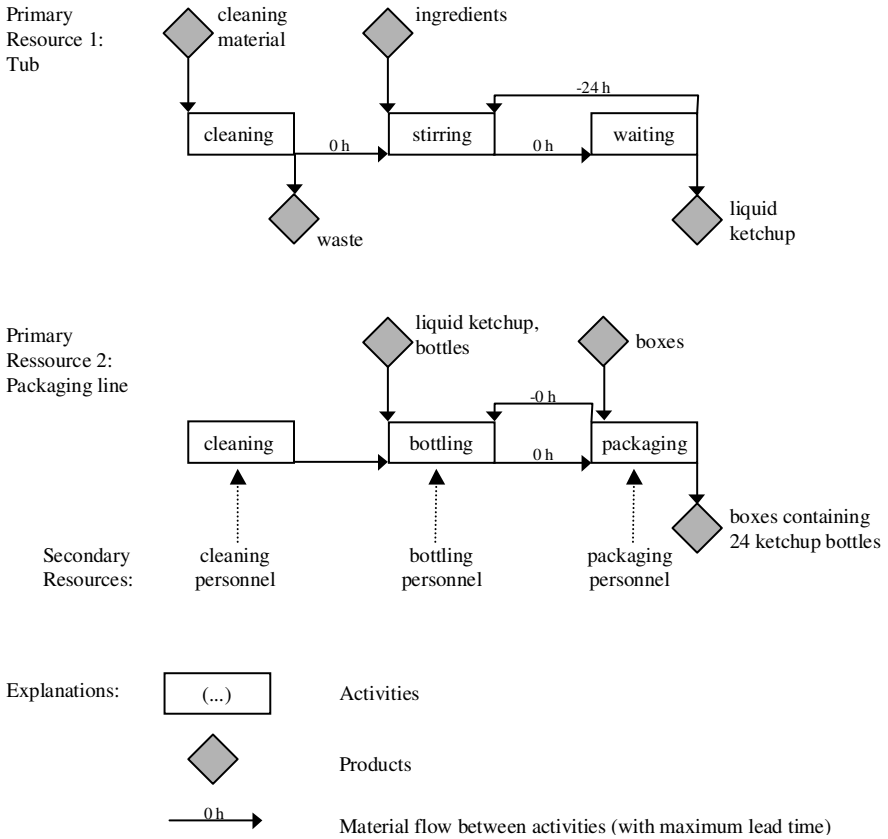 Primary
Resource 1:
Tub
cleaning
material
ingredients
-24 h
cleaning
0 h
stirring
0 h
waiting
waste
liquid
ketchup
Primary
Ressource 2:
Packaging line
liquid ketchup,
bottles
boxes
-0 h
cleaning
bottling
0 h
packaging
boxes containing
24 ketchup bottles
Secondary
Resources:
cleaning
personnel
bottling
personnel
packaging
personnel
Explanations:
(...)
Activities
Products
0 h
Material flow between activities (with maximum lead time)